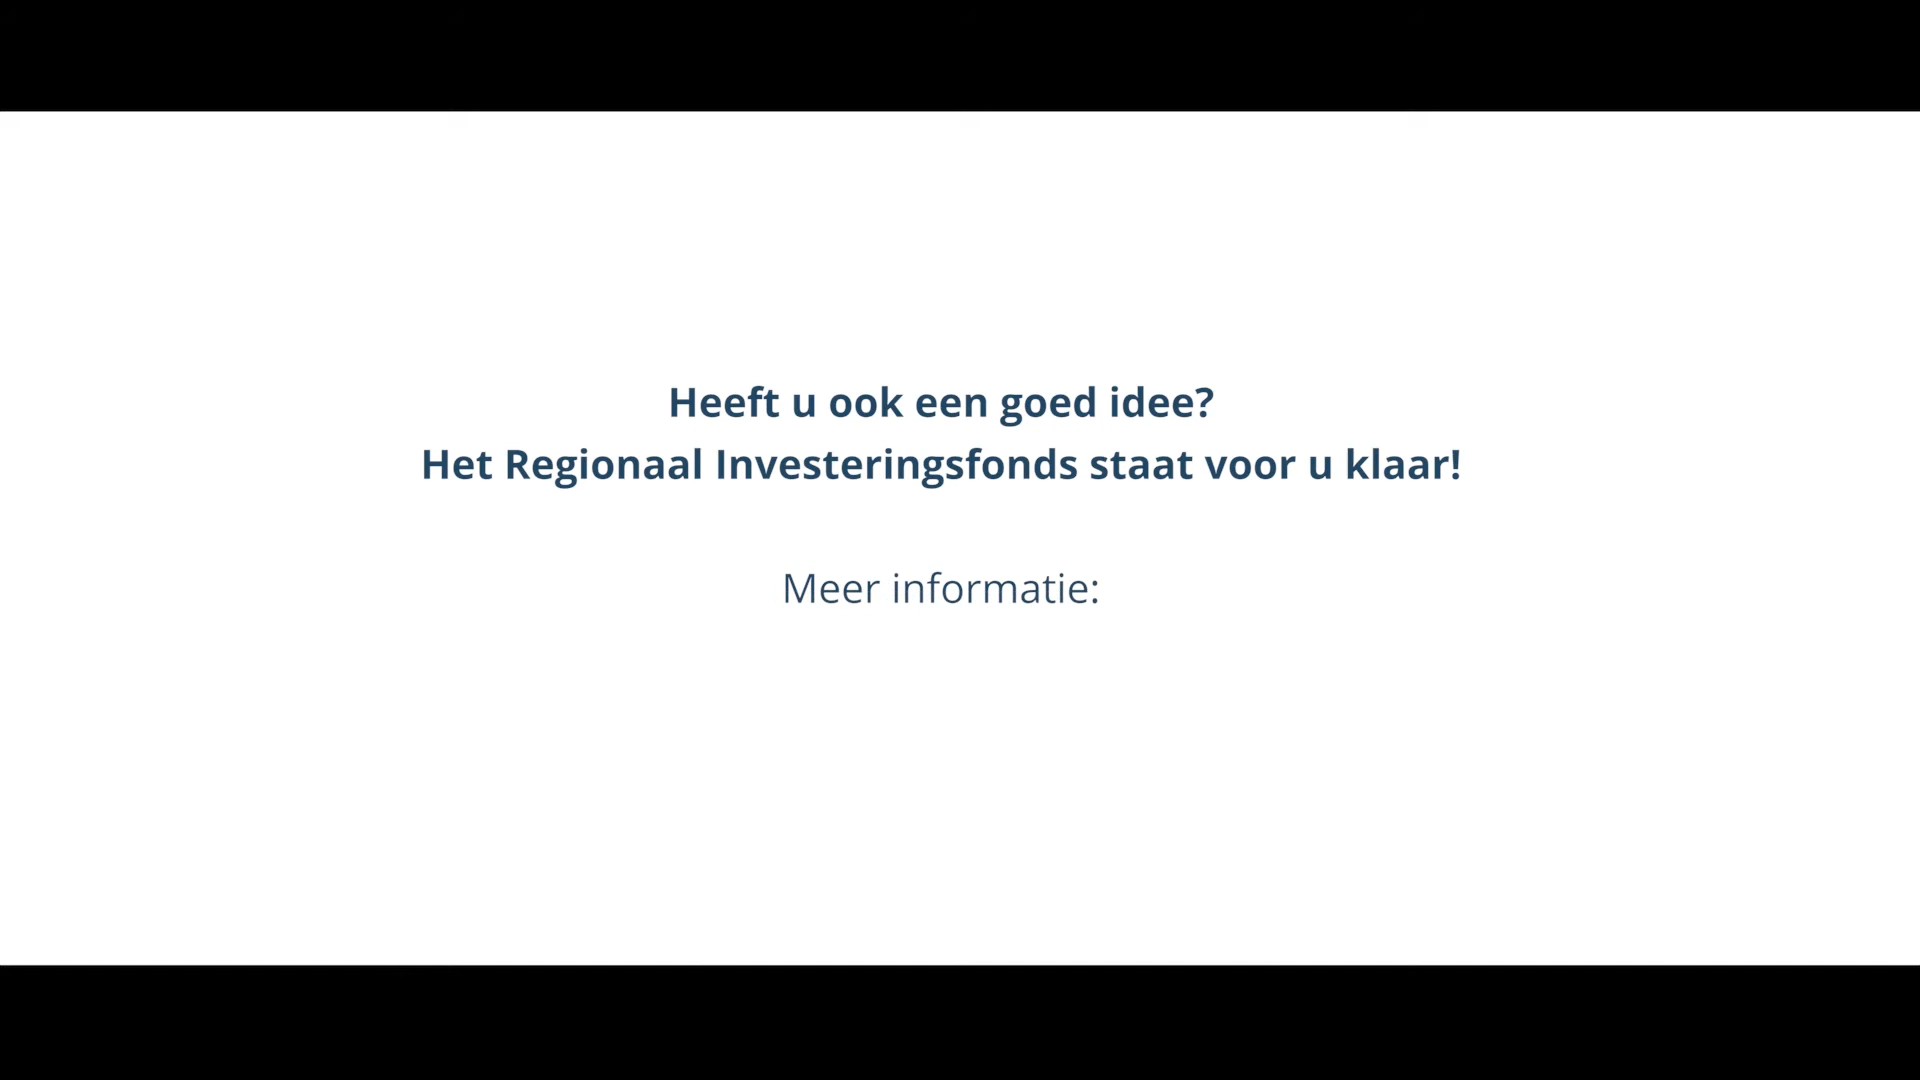 Heeft u ook een goed idee?
Het Regionaal Investeringsfonds staat voor u klaar!
Meer informatie: